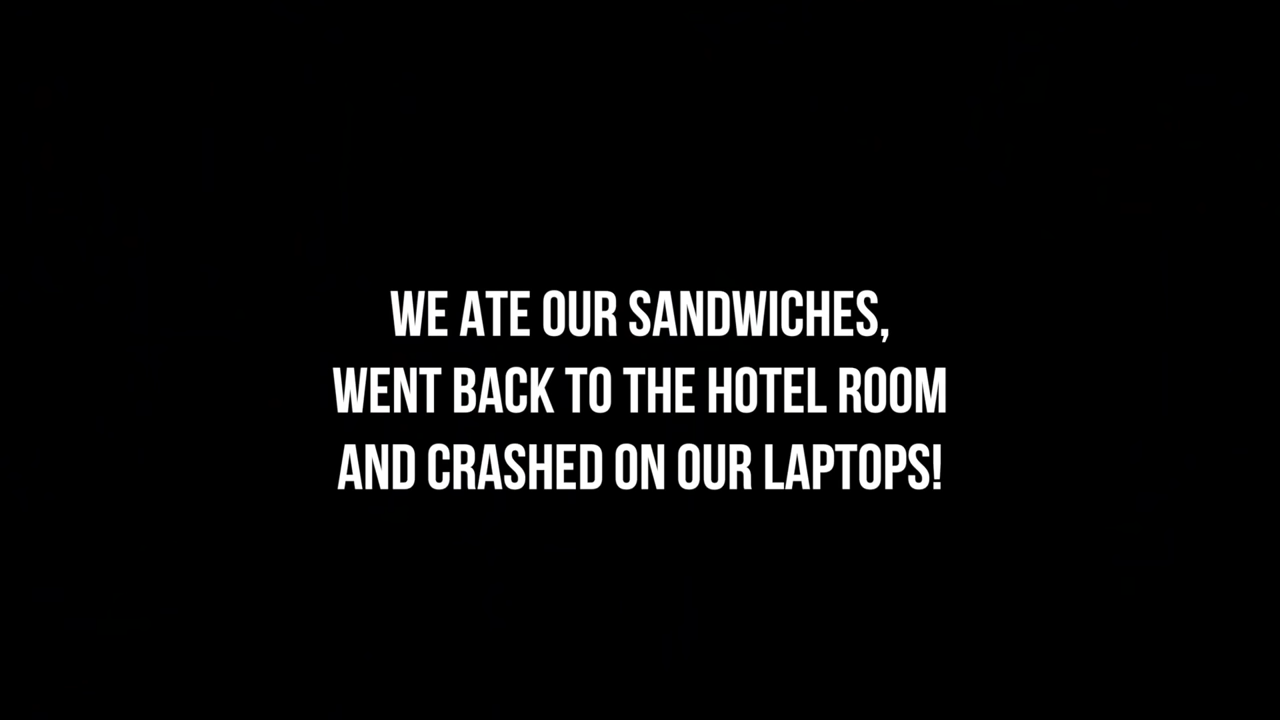 WE ATE OUR SANDWICHES,
WENT BACK TO THE HOTEL ROOM
AND CRASHED ON OUR LAPTOPS!